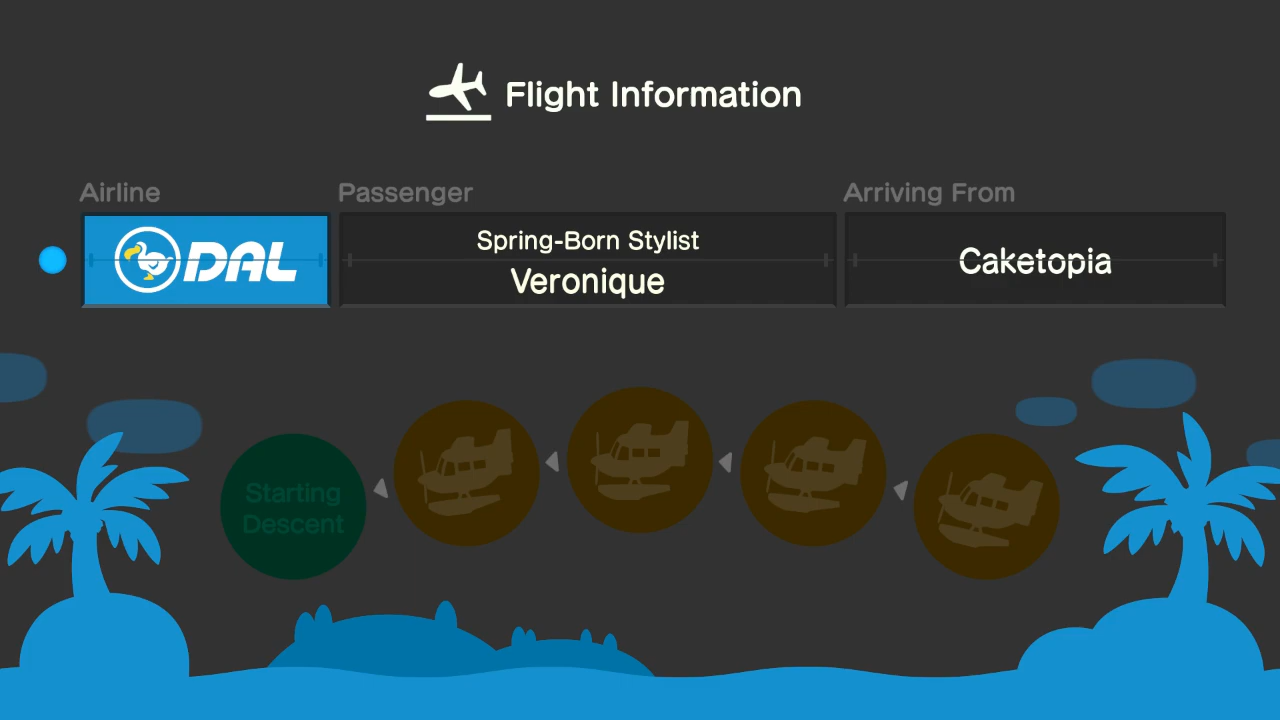 Flight Information
Airline
Passenger
Arriving From
DAL
Spring-Born Stylist
Veronique
Caketopia
Starting
Descent